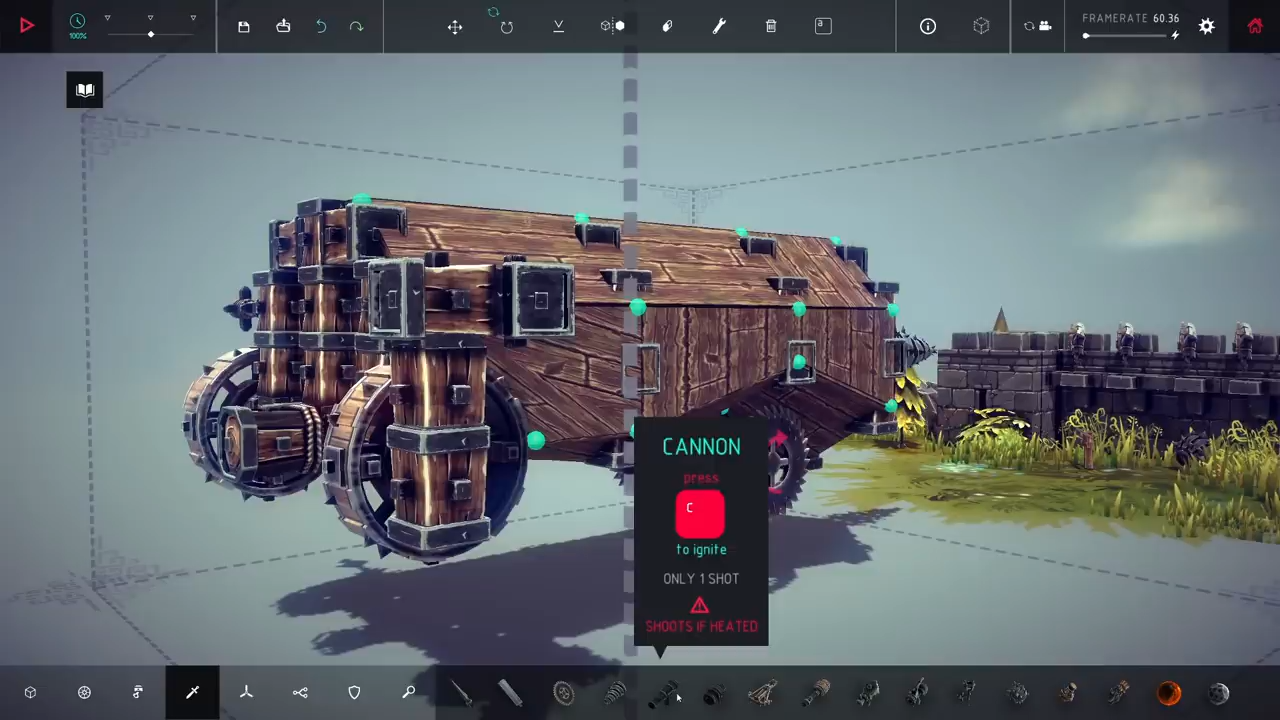 100%
a
FRAMERATE 60.36
CANNON
press
C
to ignite
ONLY 1 SHOT
SHOOTS IF HEATED